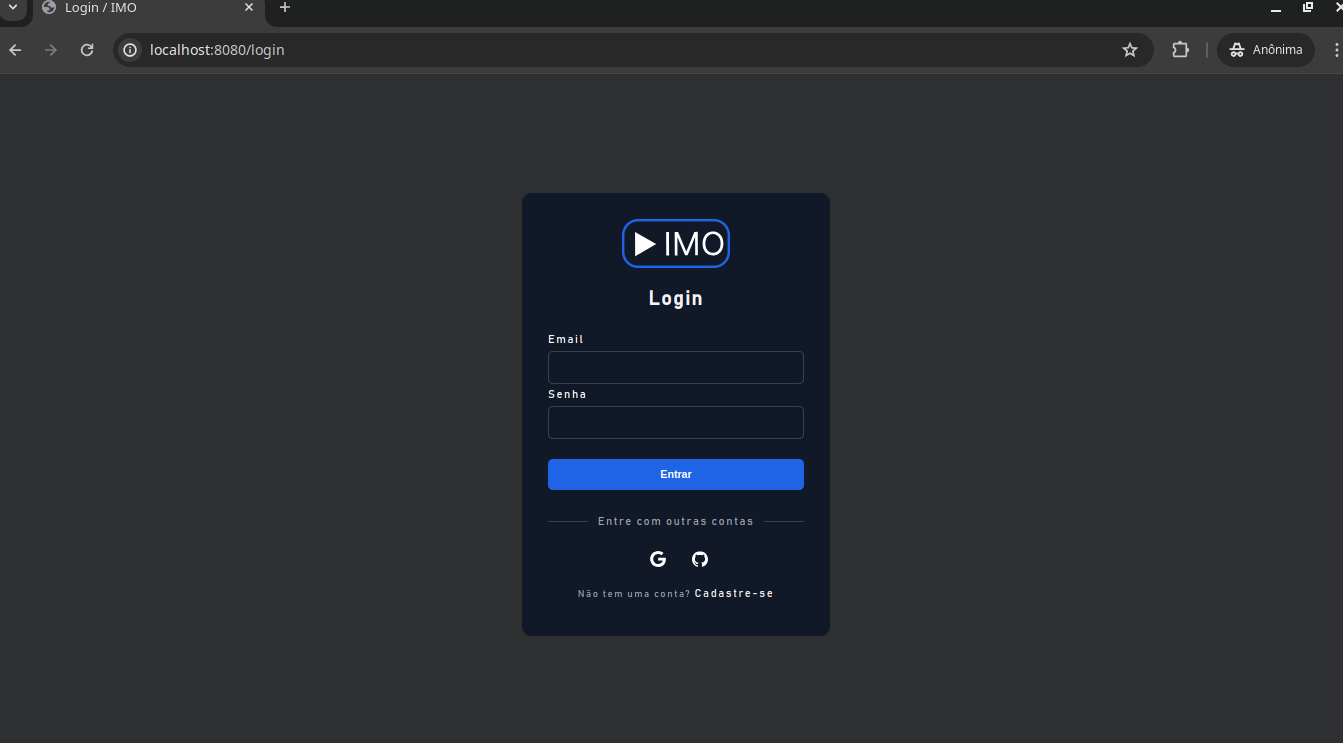 Login / IMO
localhost:8080/login
Anônima
IMO
Login
Email
Senha
Entrar
Entre com outras contas
Não tem uma conta? Cadastre-se